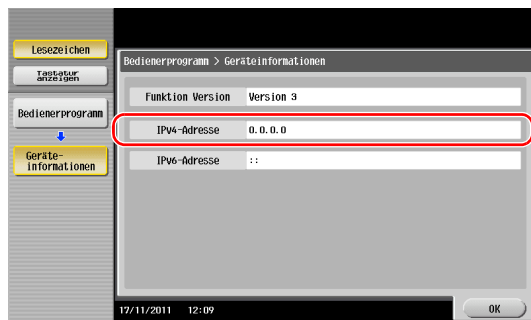 Lesezeichen
Tastatur
anzeigen
Bedienerprogramm
Geräte-
informationen
Bedienerprogramm > Geräteinformationen
Funktion Version Version 3
IPv4-Adresse 0.0.0.0
IPv6-Adresse ::
17/11/2011 12:09
OK